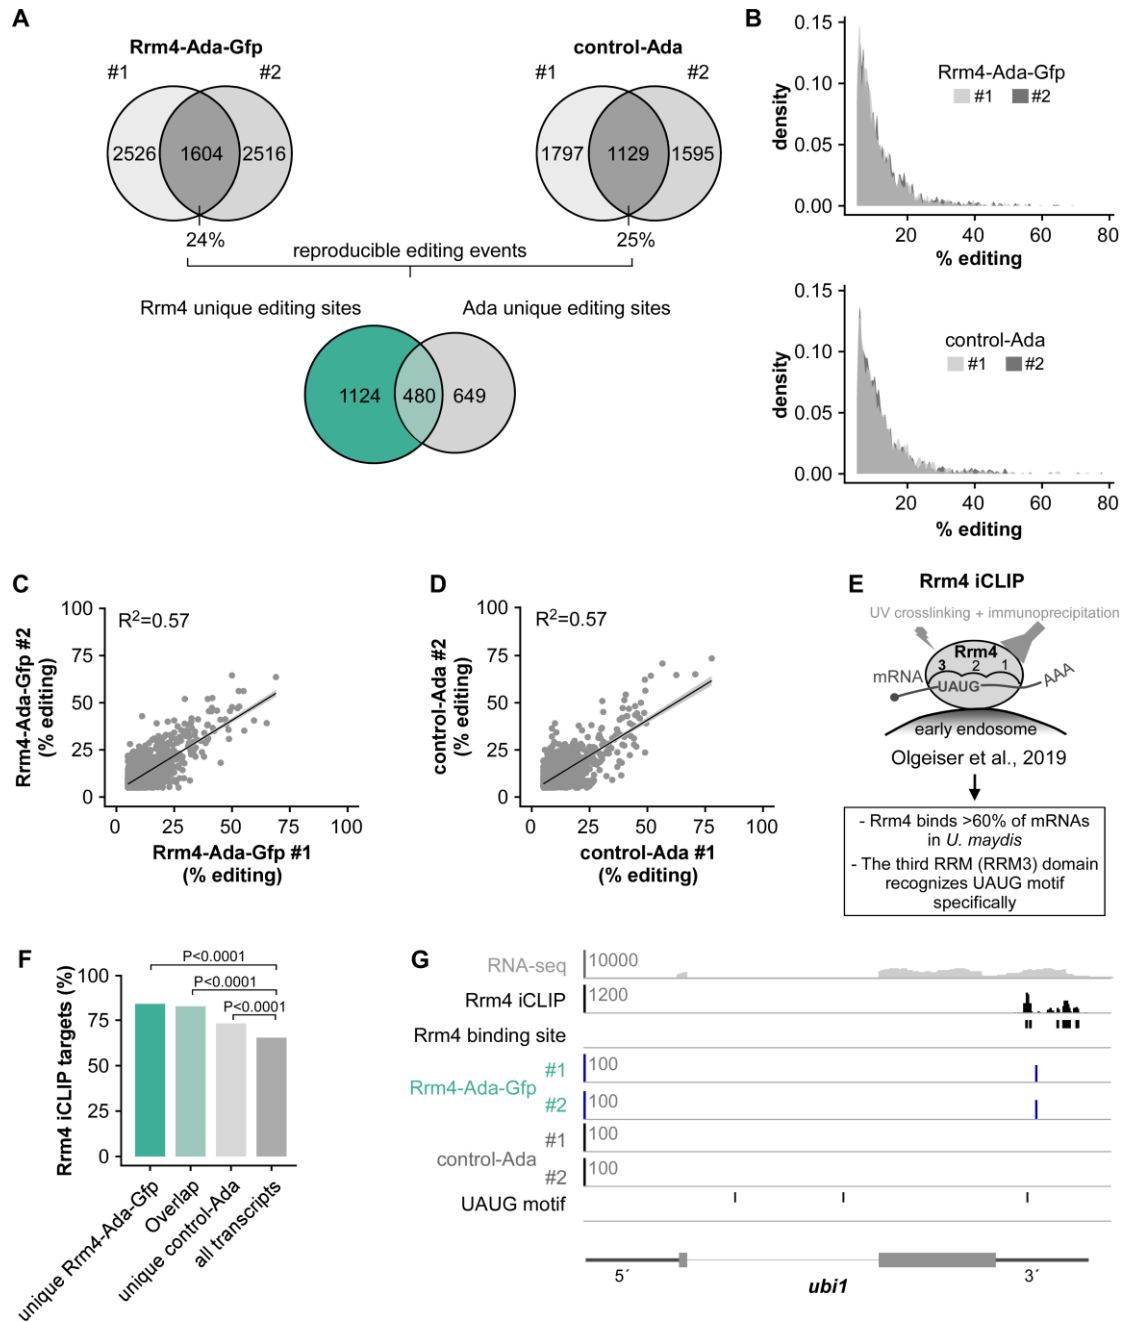 A
Rrm4-Ada-Gfp
#1
#2
2526
1604
2516
24%
control-Ada
#1
#2
1797
1129
1595
25%
reproducible editing events
Rrm4 unique editing sites
Ada unique editing sites
1124
480
649
B
0.15
0.10
0.05
0.00
density
Rrm4-Ada-Gfp
#1 #2
20 40 60 80
% editing
0.15
0.10
0.05
0.00
density
control-Ada
#1 #2
20 40 60 80
% editing
C
R2=0.57
100
75
50
25
0
Rrm4-Ada-Gfp #2
(% editing)
0 25 50 75 100
Rrm4-Ada-Gfp #1
(% editing)
D
R2=0.57
100
75
50
25
0
control-Ada #2
(% editing)
0 25 50 75 100
control-Ada #1
(% editing)
E
Rrm4 iCLIP
UV crosslinking + immunoprecipitation
Rrm4
3 2 1
mRNA
UAUG
AAA
early endosome
Olgeiser et al., 2019
- Rrm4 binds >60% of mRNAs
in U. maydis
- The third RRM (RRM3) domain
recognizes UAUG motif
specifically
F
P<0.0001
P<0.0001
P<0.0001
100
75
50
25
0
Rrm4 iCLIP targets (%)
unique Rrm4-Ada-Gfp
Overlap
unique control-Ada
all transcripts
G
RNA-seq
10000
Rrm4 iCLIP
1200
Rrm4 binding site
Rrm4-Ada-Gfp
#1
100
#2
100
control-Ada
#1
100
#2
100
UAUG motif
5´
3´
ubi1